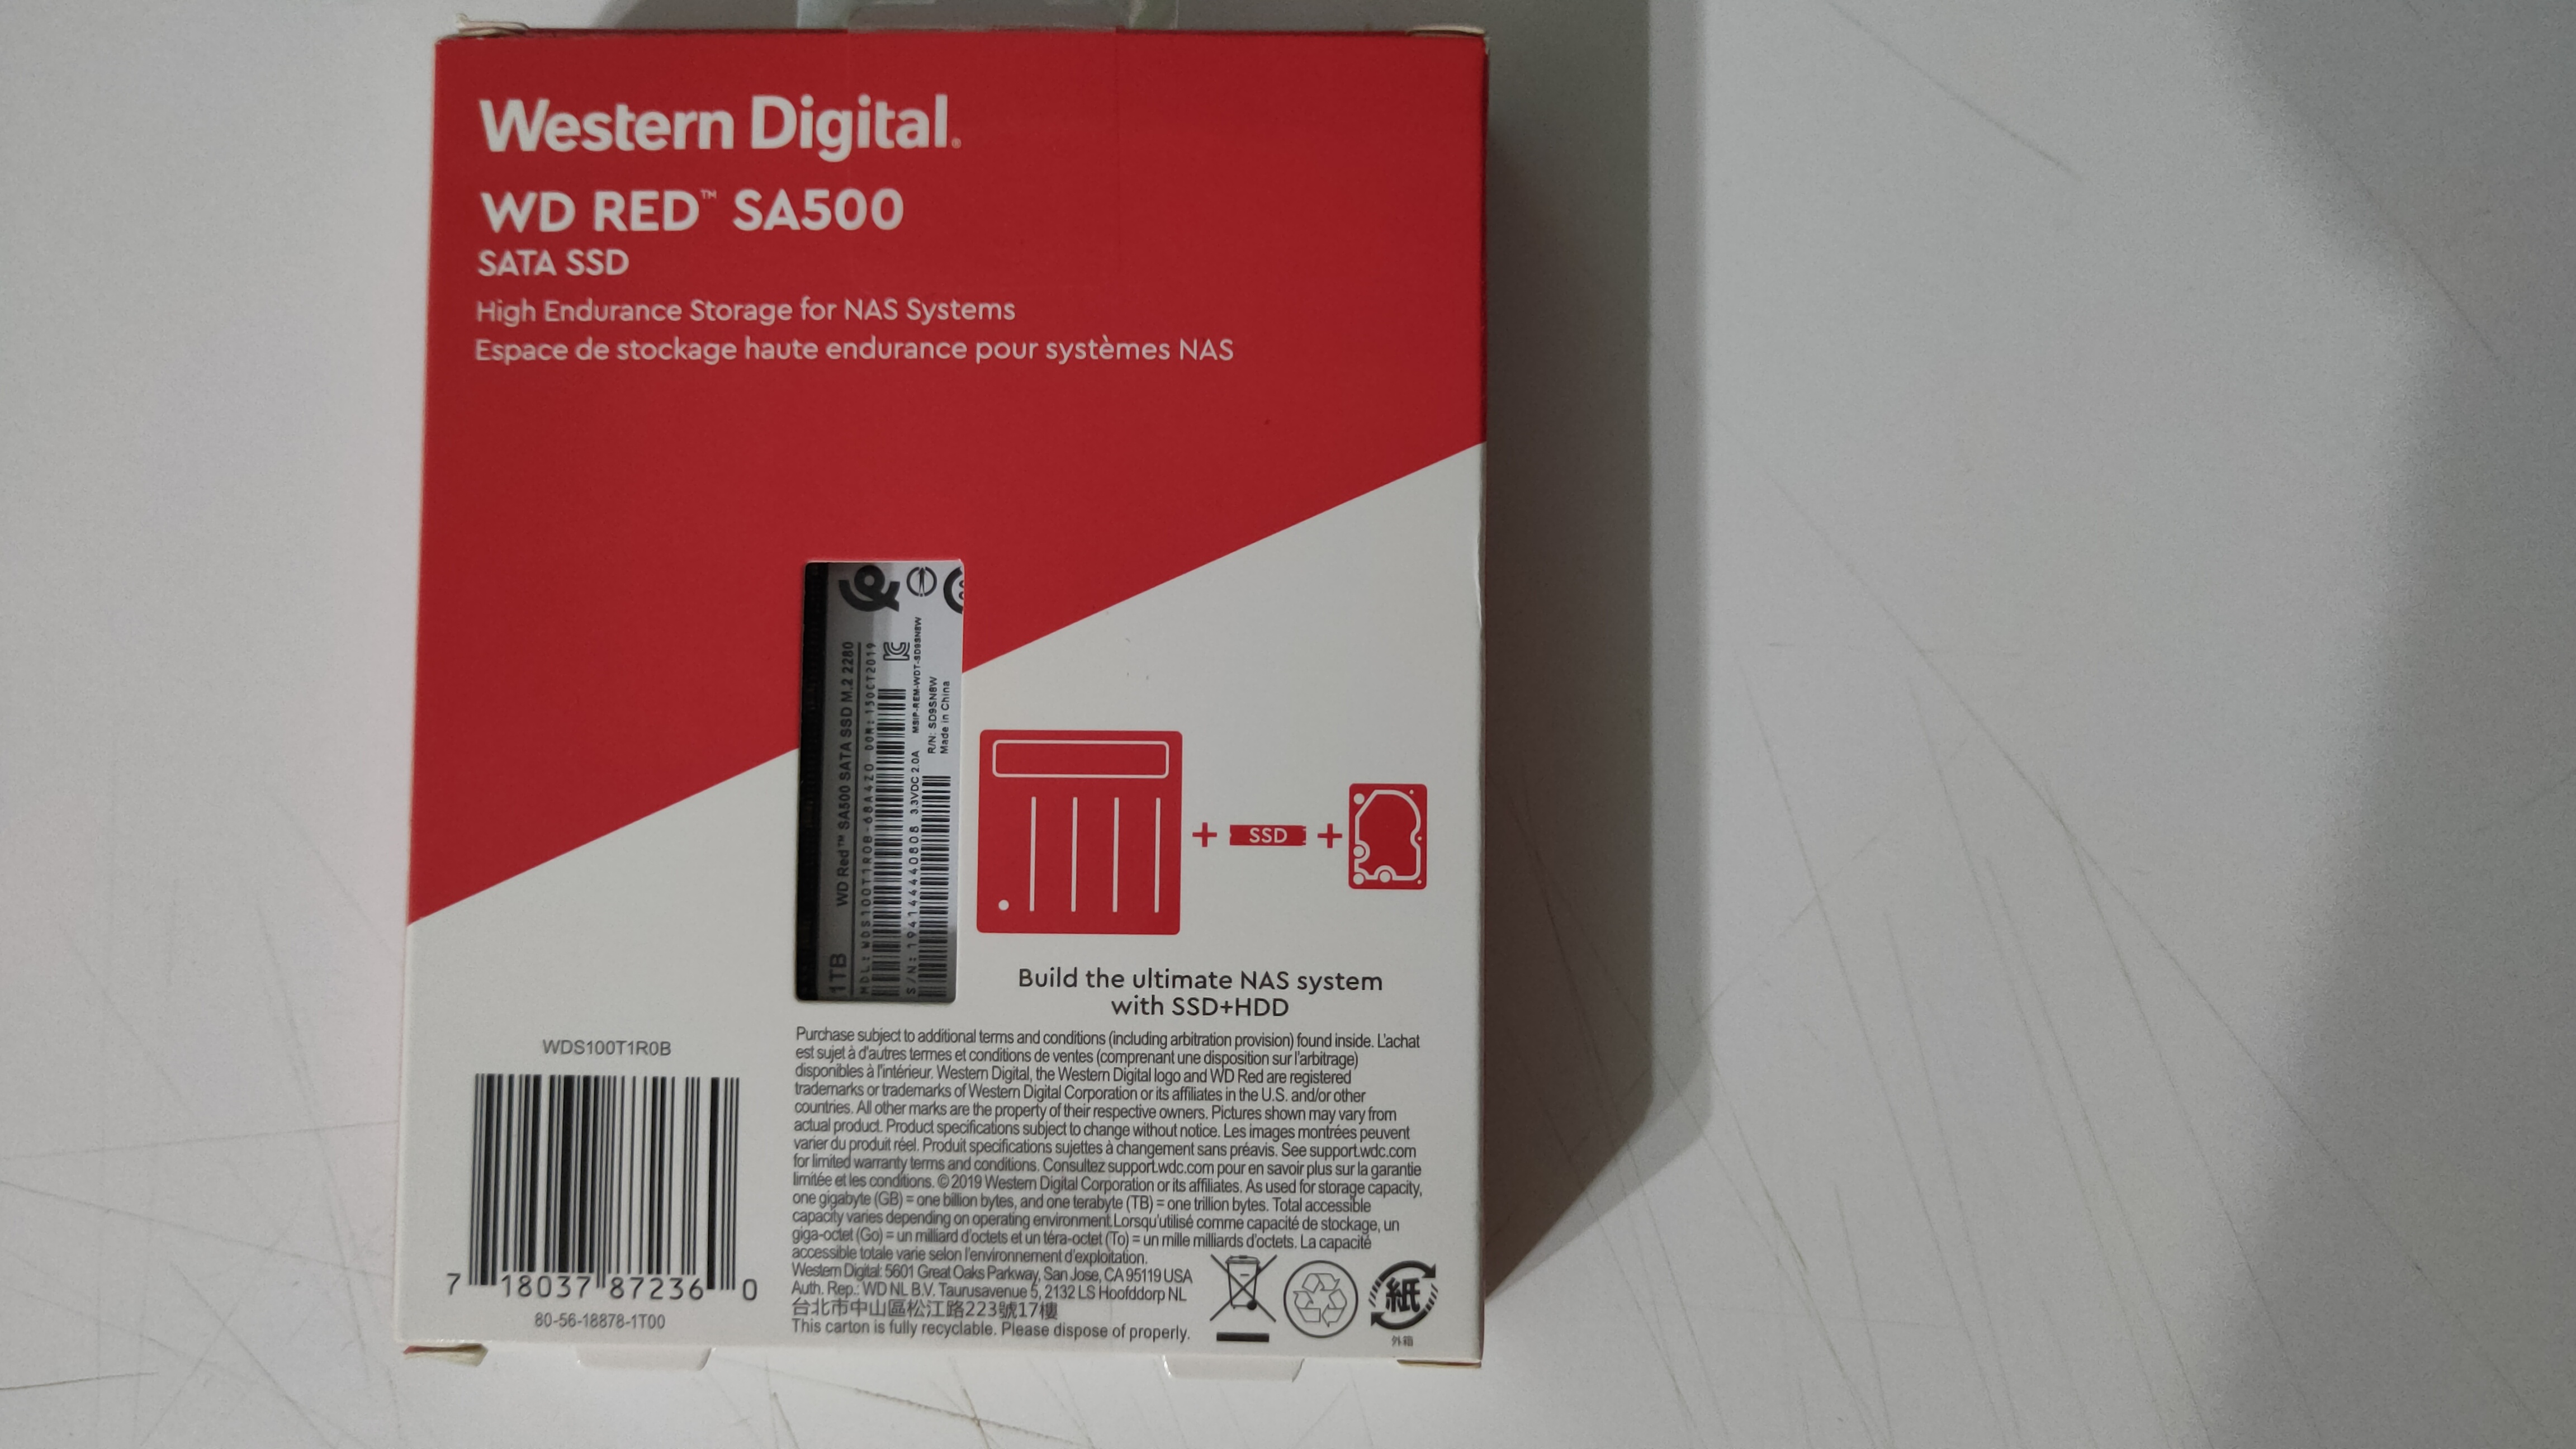 Western Digital®
WD RED™ SA500
SATA SSD
High Endurance Storage for NAS Systems
Espace de stockage haute endurance pour systèmes NAS
1TB
WD Red™ SA500 SATA SSD M.2 2280
MDL: WDS100T1R0B-68A4Z0 DOM: 15OCT2019
S/N: 194144440808 3.3VDC 2.0A MSIP-REM-WDT-SD9SN8W
R/N: SD9SN8W
Made in China
SSD
Build the ultimate NAS system
with SSD+HDD
WDS100T1R0B
7 18037 87236 0
80-56-18878-1T00
Purchase subject to additional terms and conditions (including arbitration provision) found inside. L'achat
est sujet à d'autres termes et conditions de ventes (comprenant une disposition sur l'arbitrage)
disponibles à l'intérieur. Western Digital, the Western Digital logo and WD Red are registered
trademarks or trademarks of Western Digital Corporation or its affiliates in the U.S. and/or other
countries. All other marks are the property of their respective owners. Pictures shown may vary from
actual product. Product specifications subject to change without notice. Les images montrées peuvent
varier du produit réel. Produit specifications sujettes à changement sans préavis. See support.wdc.com
for limited warranty terms and conditions. Consultez support.wdc.com pour en savoir plus sur la garantie
limitée et les conditions. © 2019 Western Digital Corporation or its affiliates. As used for storage capacity,
one gigabyte (GB) = one billion bytes, and one terabyte (TB) = one trillion bytes. Total accessible
capacity varies depending on operating environment.Lorsqu'utilisé comme capacité de stockage, un
giga-octet (Go) = un milliard d'octets et un téra-octet (To) = un mille milliards d'octets. La capacité
accessible totale varie selon l'environnement d'exploitation.
Western Digital: 5601 Great Oaks Parkway, San Jose, CA 95119 USA
Auth. Rep.: WD NL B.V. Taurusavenue 5, 2132 LS Hoofddorp NL
台北市中山區松江路223號17樓
This carton is fully recyclable. Please dispose of properly.
紙
外箱